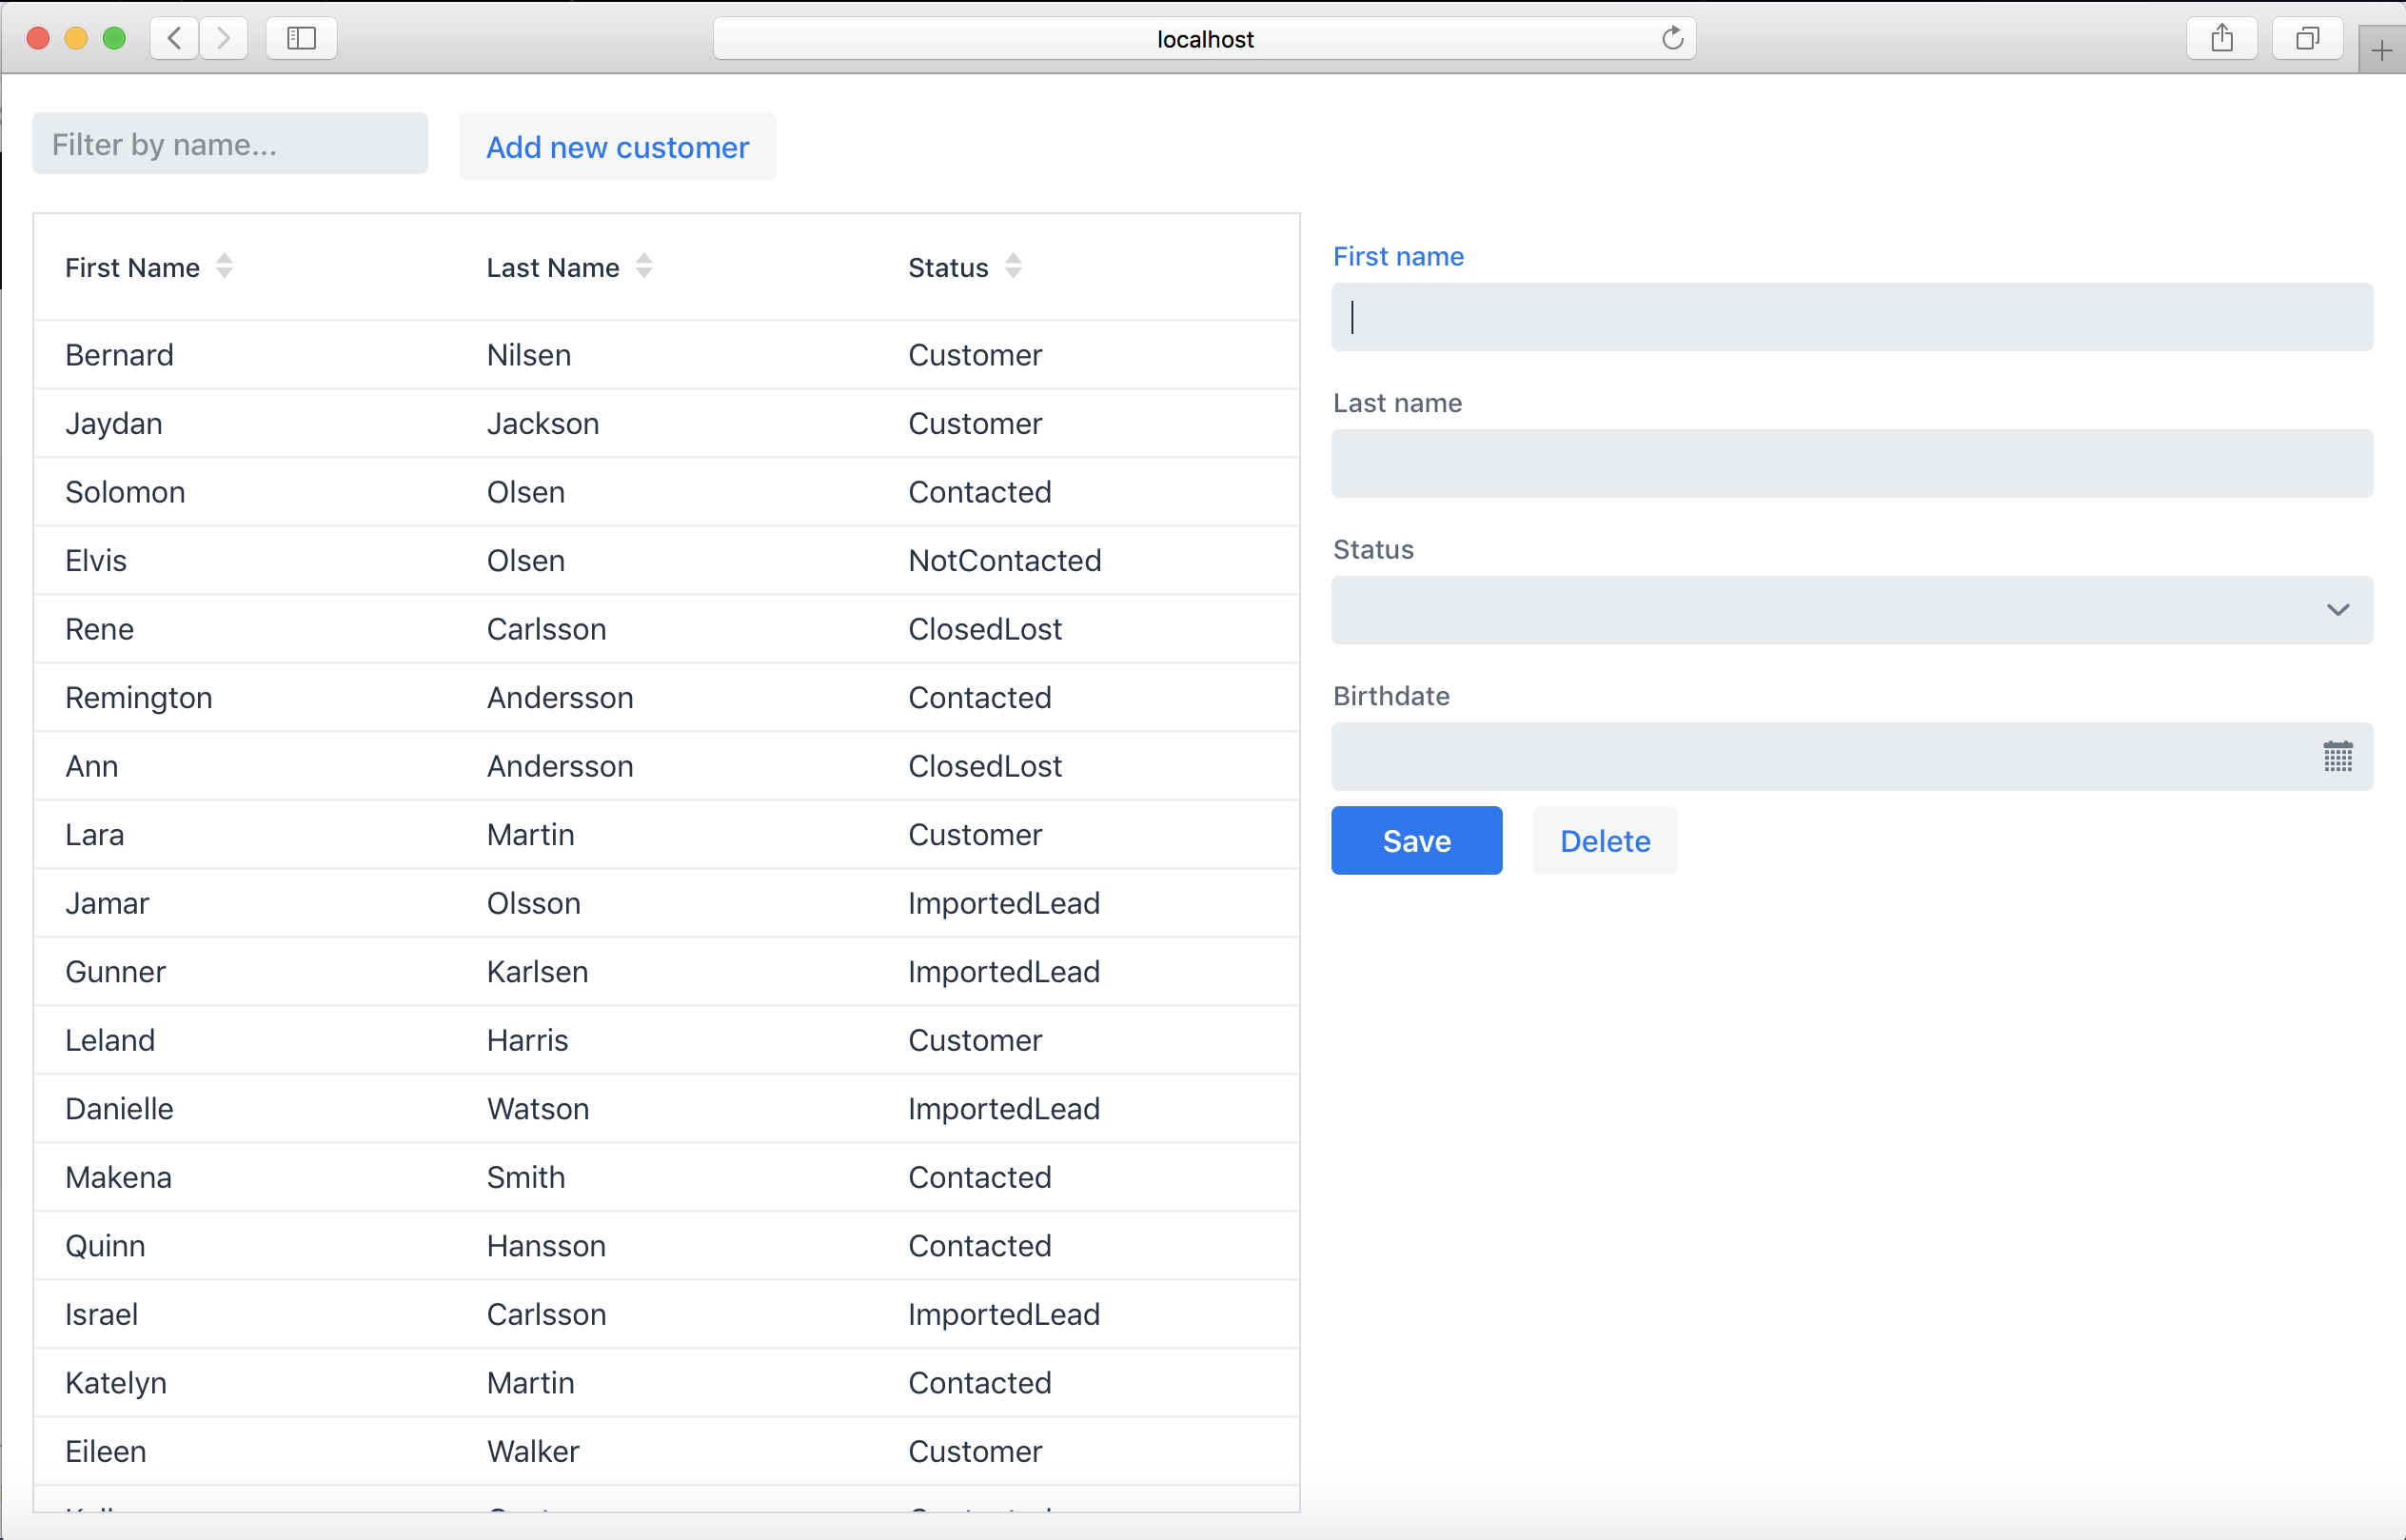 localhost
Filter by name...
Add new customer
First Name Last Name Status
Bernard Nilsen Customer
Jaydan Jackson Customer
Solomon Olsen Contacted
Elvis Olsen NotContacted
Rene Carlsson ClosedLost
Remington Andersson Contacted
Ann Andersson ClosedLost
Lara Martin Customer
Jamar Olsson ImportedLead
Gunner Karlsen ImportedLead
Leland Harris Customer
Danielle Watson ImportedLead
Makena Smith Contacted
Quinn Hansson Contacted
Israel Carlsson ImportedLead
Katelyn Martin Contacted
Eileen Walker Customer
First name
Last name
Status
Birthdate
Save Delete